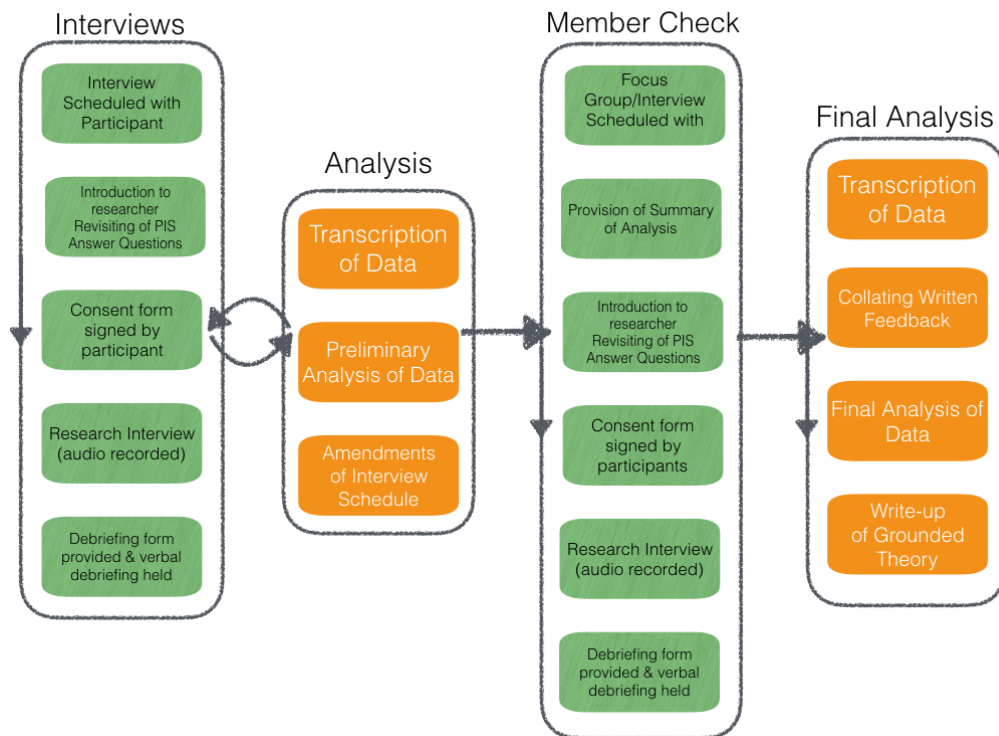 Interviews
Interview
Scheduled with
Participant
Introduction to
researcher
Revisiting of PIS
Answer Questions
Consent form
signed by
participant
Research Interview
(audio recorded)
Debriefing form
provided & verbal
debriefing held
Analysis
Transcription
of Data
Preliminary
Analysis of Data
Amendments
of Interview
Schedule
Member Check
Focus
Group/Interview
Scheduled with
Provision of Summary
of Analysis
Introduction to
researcher
Revisiting of PIS
Answer Questions
Consent form
signed by
participants
Research Interview
(audio recorded)
Debriefing form
provided & verbal
debriefing held
Final Analysis
Transcription
of Data
Collating Written
Feedback
Final Analysis of
Data
Write-up
of Grounded
Theory